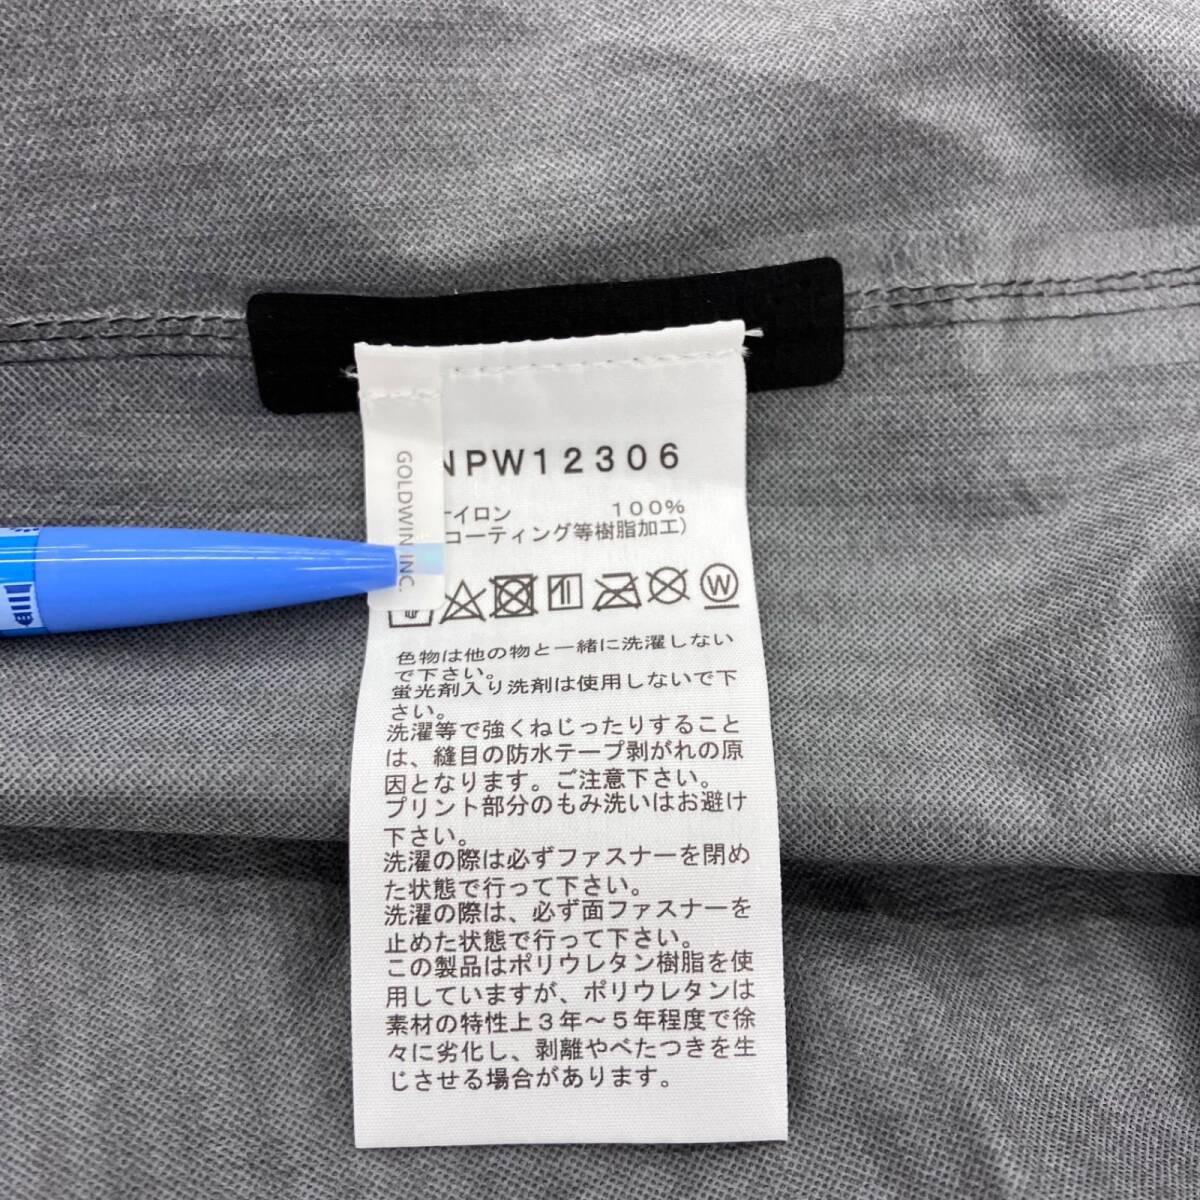 GOLDWIN INC.
NPW12306
イロン 100%
コーティング等樹脂加工)
W
色物は他の物と一緒に洗濯しない
で下さい。
蛍光剤入り洗剤は使用しないで下
さい。
洗濯等で強くねじったりすること
は、縫目の防水テープ剥がれの原
因となります。ご注意下さい。
プリント部分のもみ洗いはお避け
下さい。
洗濯の際は必ずファスナーを閉め
た状態で行って下さい。
洗濯の際は、必ず面ファスナーを
止めた状態で行って下さい。
この製品はポリウレタン樹脂を使
用していますが、ポリウレタンは
素材の特性上3年〜5年程度で徐
々に劣化し、剥離やべたつきを生
じさせる場合があります。